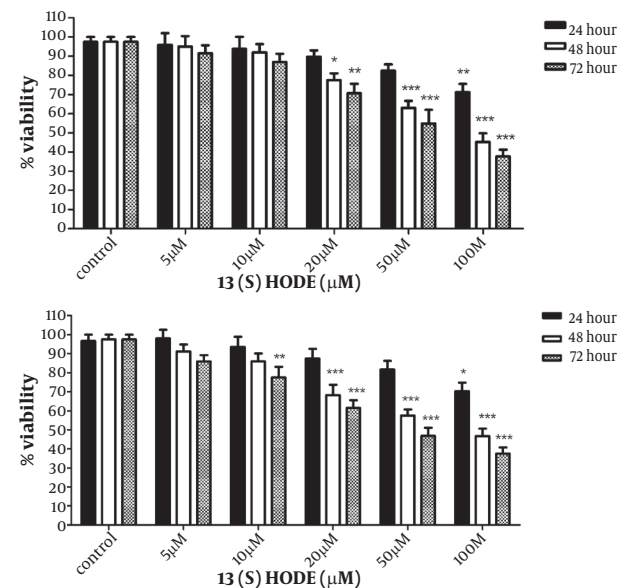 110
100
90
80
70
60
50
40
30
20
10
0
% viability
* ** *** *** ** *** ***
control 5µM 10µM 20µM 50µM 100M
13 (S) HODE (µM)
24 hour
48 hour
72 hour
110
100
90
80
70
60
50
40
30
20
10
0
% viability
** *** *** *** *** * *** ***
control 5µM 10µM 20µM 50µM 100M
13 (S) HODE (µM)
24 hour
48 hour
72 hour